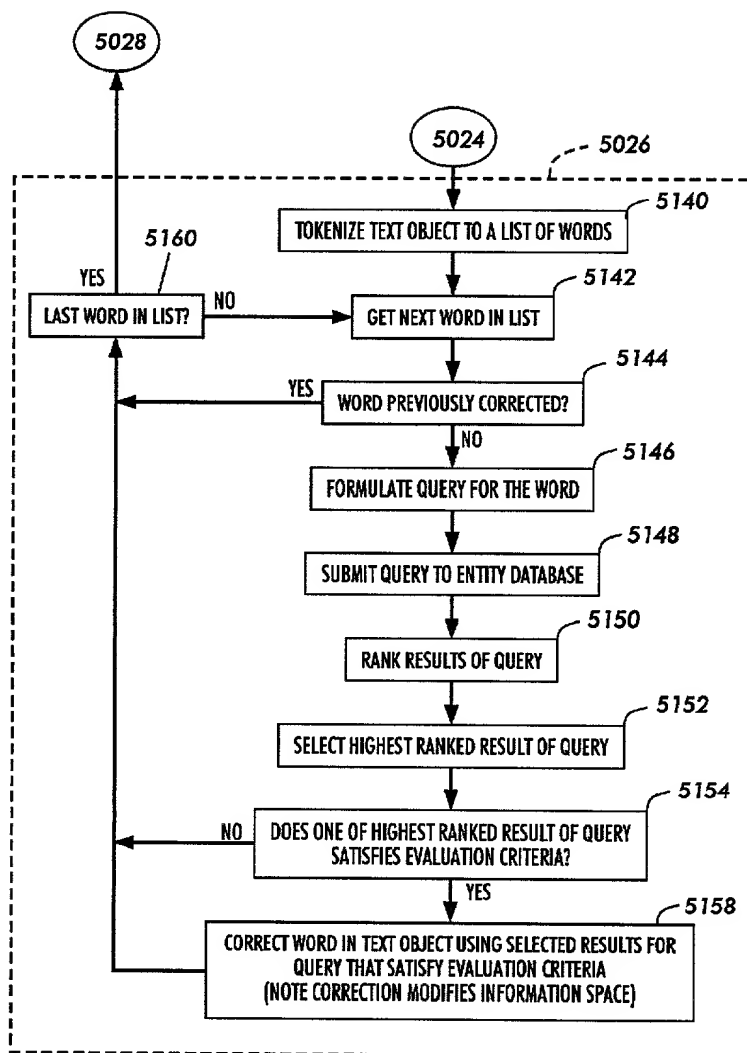 5028
5024
5026
5140
TOKENIZE TEXT OBJECT TO A LIST OF WORDS
5160
5142
YES
LAST WORD IN LIST?
NO
GET NEXT WORD IN LIST
5144
YES
WORD PREVIOUSLY CORRECTED?
NO
5146
FORMULATE QUERY FOR THE WORD
5148
SUBMIT QUERY TO ENTITY DATABASE
5150
RANK RESULTS OF QUERY
5152
SELECT HIGHEST RANKED RESULT OF QUERY
5154
NO
DOES ONE OF HIGHEST RANKED RESULT OF QUERY
SATISFIES EVALUATION CRITERIA?
YES
5158
CORRECT WORD IN TEXT OBJECT USING SELECTED RESULTS FOR
QUERY THAT SATISFY EVALUATION CRITERIA
(NOTE CORRECTION MODIFIES INFORMATION SPACE)